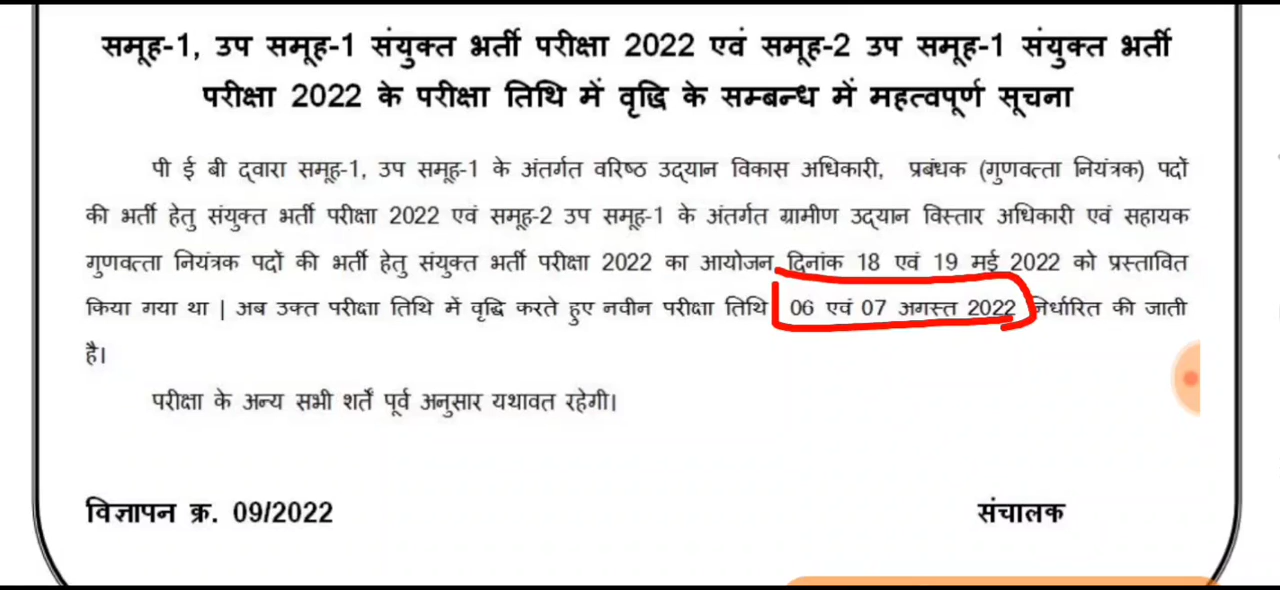 समूह-1, उप समूह-1 संयुक्त भर्ती परीक्षा 2022 एवं समूह-2 उप समूह-1 संयुक्त भर्ती
परीक्षा 2022 के परीक्षा तिथि में वृद्धि के सम्बन्ध में महत्वपूर्ण सूचना
पी ई बी द्वारा समूह-1, उप समूह-1 के अंतर्गत वरिष्ठ उद्यान विकास अधिकारी, प्रबंधक (गुणवत्ता नियंत्रक) पदों
की भर्ती हेतु संयुक्त भर्ती परीक्षा 2022 एवं समूह-2 उप समूह-1 के अंतर्गत ग्रामीण उद्यान विस्तार अधिकारी एवं सहायक
गुणवत्ता नियंत्रक पदों की भर्ती हेतु संयुक्त भर्ती परीक्षा 2022 का आयोजन दिनांक 18 एवं 19 मई 2022 को प्रस्तावित
किया गया था | अब उक्त परीक्षा तिथि में वृद्धि करते हुए नवीन परीक्षा तिथि 06 एवं 07 अगस्त 2022 निर्धारित की जाती
है।
परीक्षा के अन्य सभी शर्तें पूर्व अनुसार यथावत रहेगी।
विज्ञापन क्र. 09/2022
संचालक